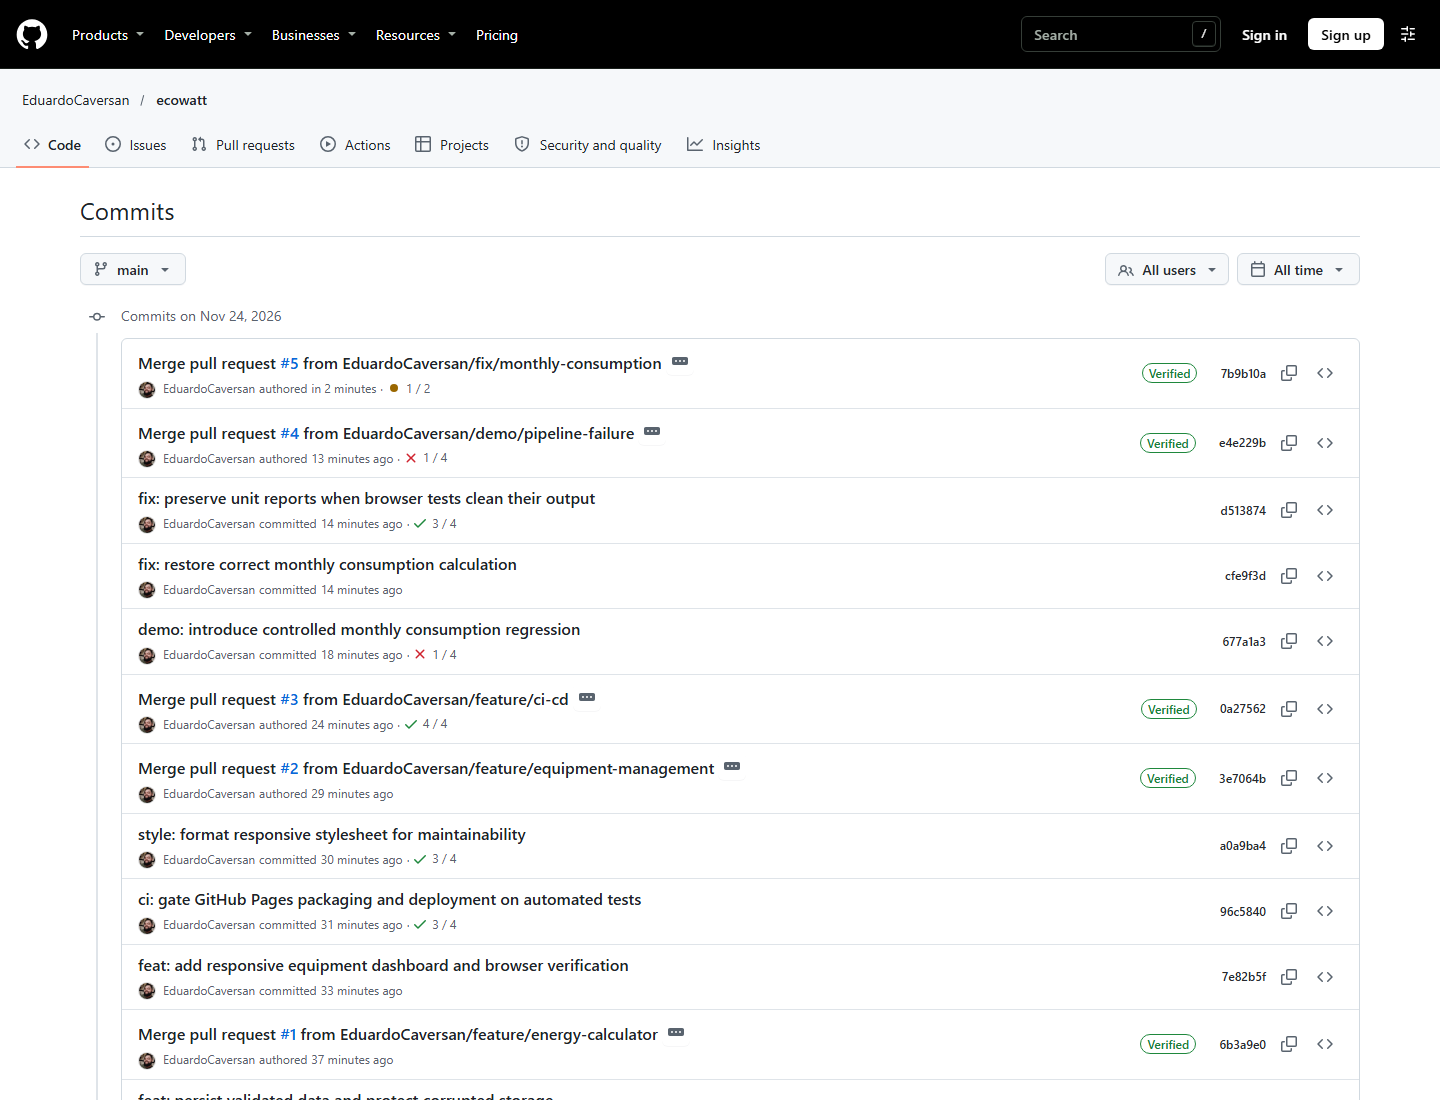 Products Developers Businesses Resources Pricing Search / Sign in Sign up
EduardoCaversan / ecowatt
Code Issues Pull requests Actions Projects Security and quality Insights
Commits
main All users All time
Commits on Nov 24, 2026
Merge pull request #5 from EduardoCaversan/fix/monthly-consumption
EduardoCaversan authored in 2 minutes · 1 / 2
Verified 7b9b10a
Merge pull request #4 from EduardoCaversan/demo/pipeline-failure
EduardoCaversan authored 13 minutes ago · 1 / 4
Verified e4e229b
fix: preserve unit reports when browser tests clean their output
EduardoCaversan committed 14 minutes ago · 3 / 4
d513874
fix: restore correct monthly consumption calculation
EduardoCaversan committed 14 minutes ago
cfe9f3d
demo: introduce controlled monthly consumption regression
EduardoCaversan committed 18 minutes ago · 1 / 4
677a1a3
Merge pull request #3 from EduardoCaversan/feature/ci-cd
EduardoCaversan authored 24 minutes ago · 4 / 4
Verified 0a27562
Merge pull request #2 from EduardoCaversan/feature/equipment-management
EduardoCaversan authored 29 minutes ago
Verified 3e7064b
style: format responsive stylesheet for maintainability
EduardoCaversan committed 30 minutes ago · 3 / 4
a0a9ba4
ci: gate GitHub Pages packaging and deployment on automated tests
EduardoCaversan committed 31 minutes ago · 3 / 4
96c5840
feat: add responsive equipment dashboard and browser verification
EduardoCaversan committed 33 minutes ago
7e82b5f
Merge pull request #1 from EduardoCaversan/feature/energy-calculator
EduardoCaversan authored 37 minutes ago
Verified 6b3a9e0
feat: persist validated data and protect corrupted storage